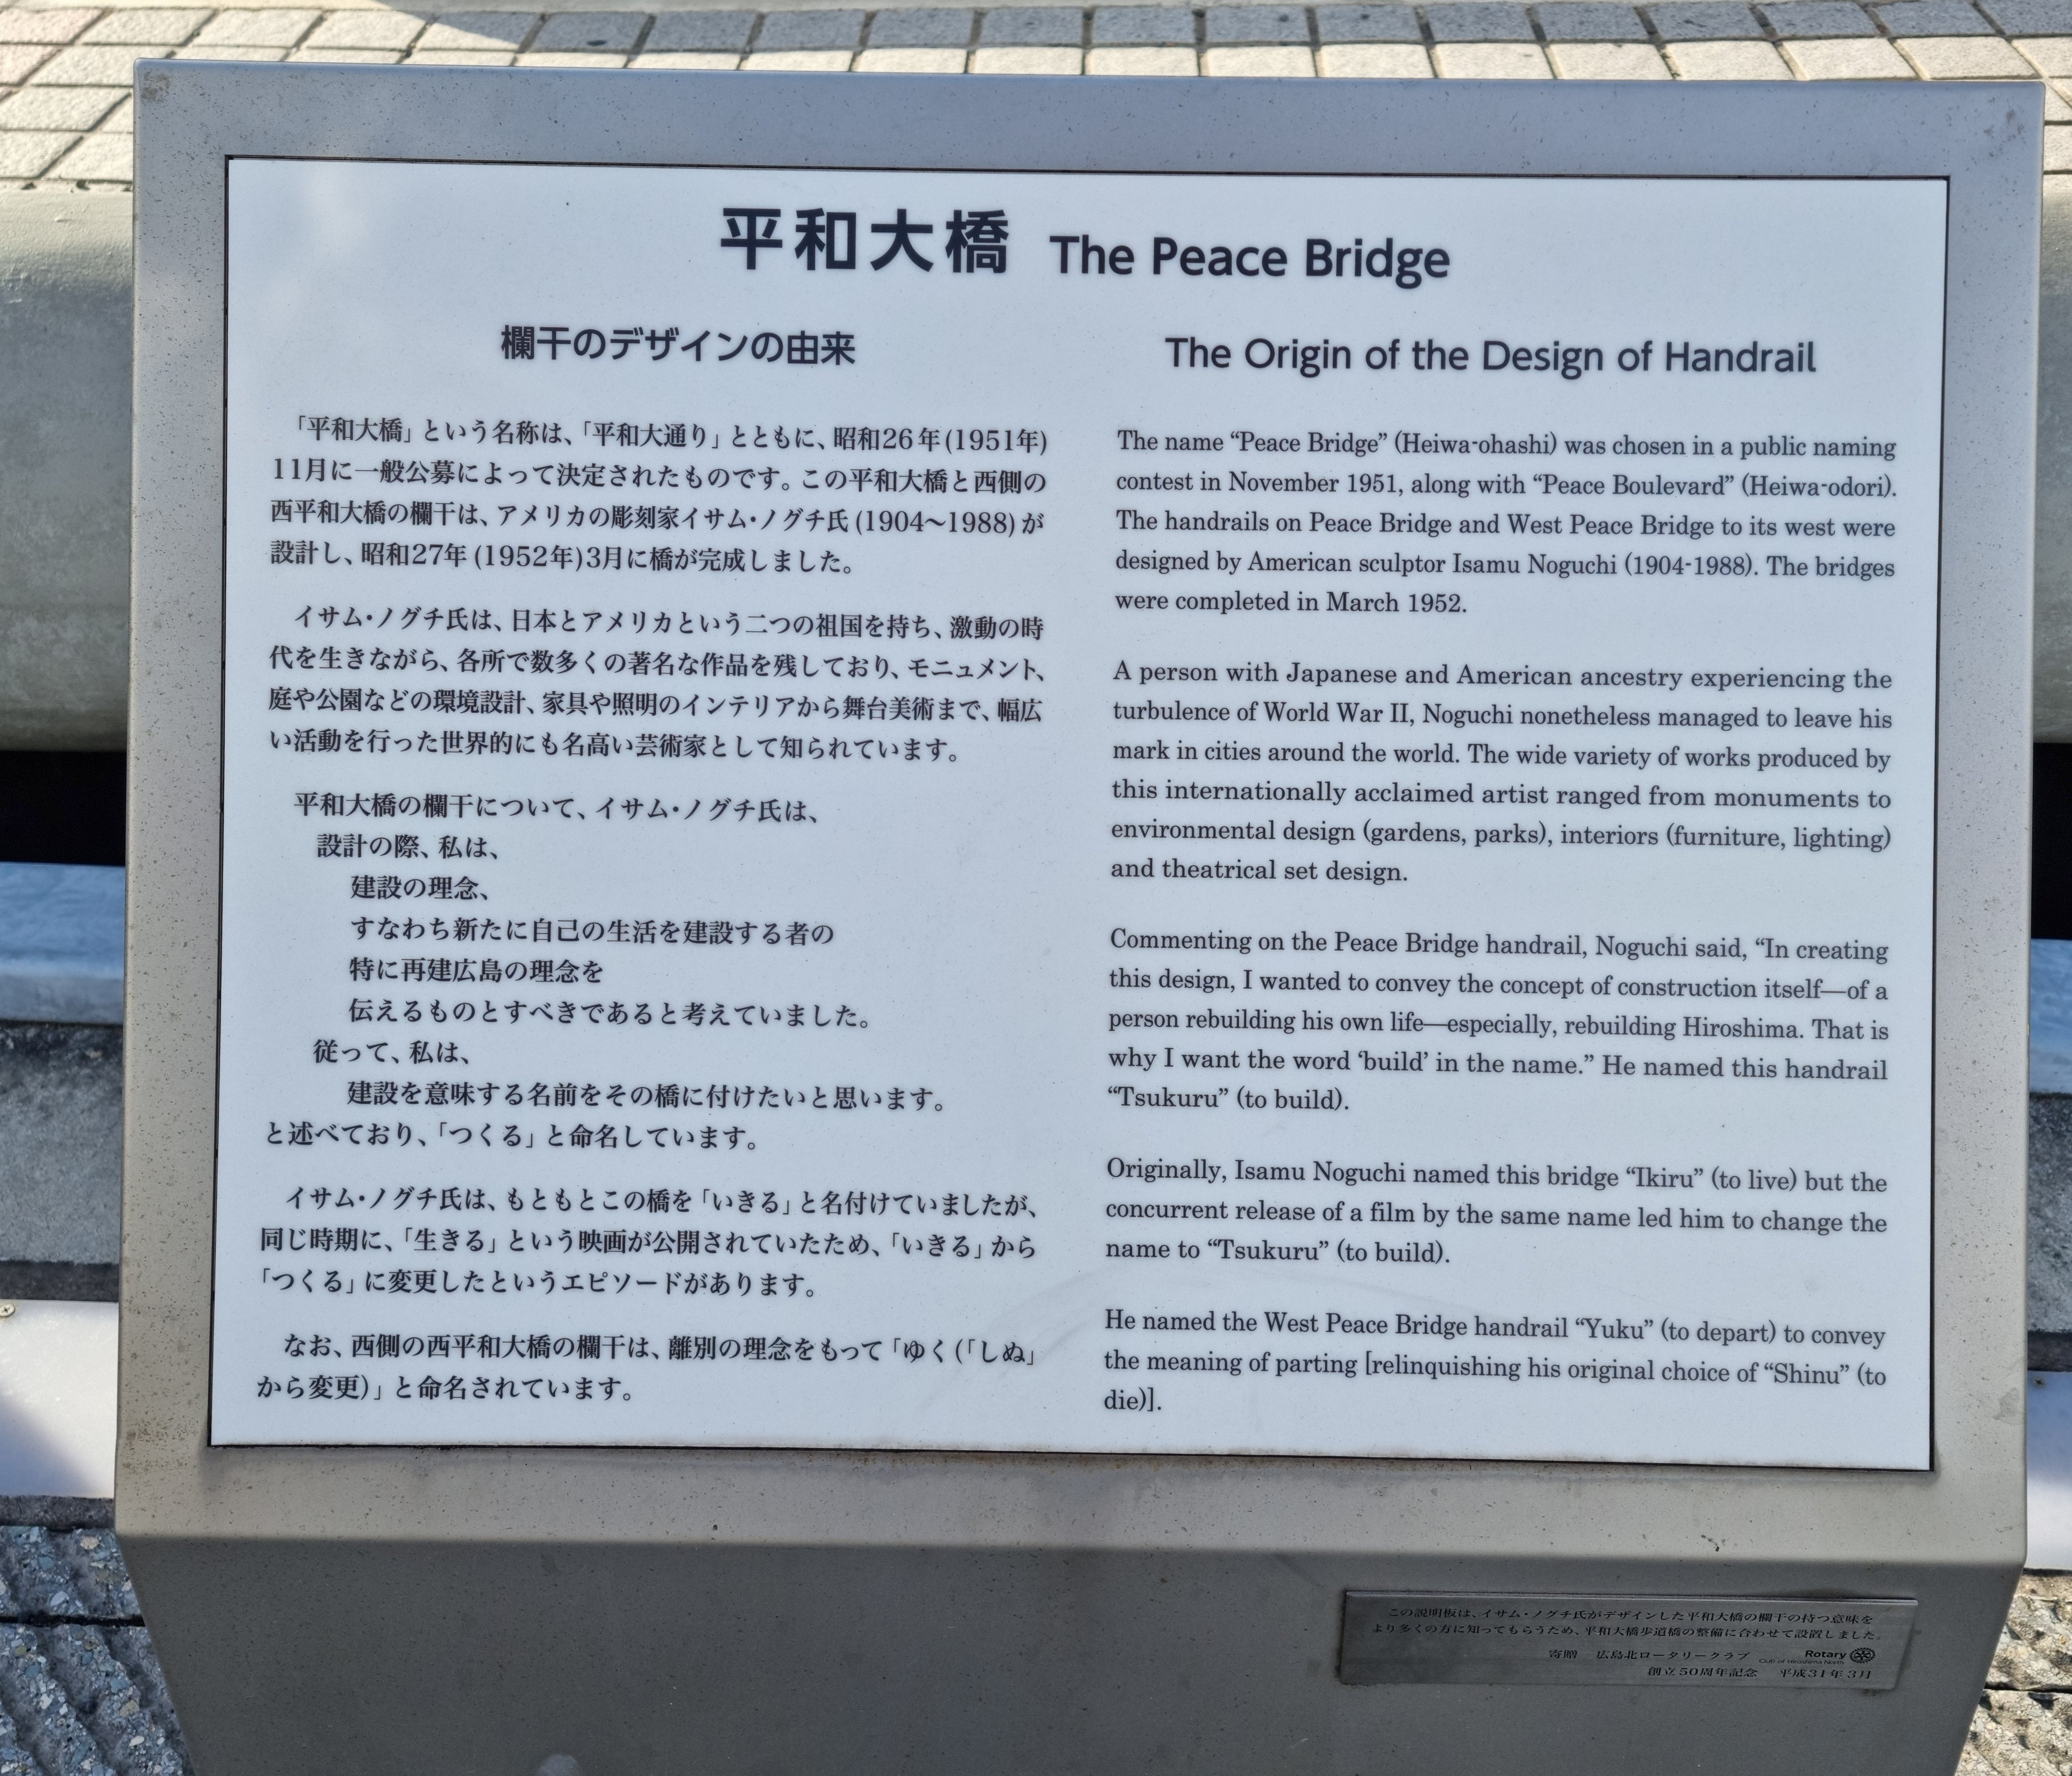 平和大橋 The Peace Bridge
欄干のデザインの由来
「平和大橋」という名称は、「平和大通り」とともに、昭和26年(1951年)
11月に一般公募によって決定されたものです。この平和大橋と西側の
西平和大橋の欄干は、アメリカの彫刻家イサム・ノグチ氏(1904〜1988)が
設計し、昭和27年(1952年)3月に橋が完成しました。
イサム・ノグチ氏は、日本とアメリカという二つの祖国を持ち、激動の時
代を生きながら、各所で数多くの著名な作品を残しており、モニュメント、
庭や公園などの環境設計、家具や照明のインテリアから舞台美術まで、幅広
い活動を行った世界的にも名高い芸術家として知られています。
平和大橋の欄干について、イサム・ノグチ氏は、
設計の際、私は、
建設の理念、
すなわち新たに自己の生活を建設する者の
特に再建広島の理念を
伝えるものとすべきであると考えていました。
従って、私は、
建設を意味する名前をその橋に付けたいと思います。
と述べており、「つくる」と命名しています。
イサム・ノグチ氏は、もともとこの橋を「いきる」と名付けていましたが、
同じ時期に、「生きる」という映画が公開されていたため、「いきる」から
「つくる」に変更したというエピソードがあります。
なお、西側の西平和大橋の欄干は、離別の理念をもって「ゆく(「しぬ」
から変更)」と命名されています。
The Origin of the Design of Handrail
The name “Peace Bridge” (Heiwa-ohashi) was chosen in a public naming
contest in November 1951, along with “Peace Boulevard” (Heiwa-odori).
The handrails on Peace Bridge and West Peace Bridge to its west were
designed by American sculptor Isamu Noguchi (1904-1988). The bridges
were completed in March 1952.
A person with Japanese and American ancestry experiencing the
turbulence of World War II, Noguchi nonetheless managed to leave his
mark in cities around the world. The wide variety of works produced by
this internationally acclaimed artist ranged from monuments to
environmental design (gardens, parks), interiors (furniture, lighting)
and theatrical set design.
Commenting on the Peace Bridge handrail, Noguchi said, “In creating
this design, I wanted to convey the concept of construction itself—of a
person rebuilding his own life—especially, rebuilding Hiroshima. That is
why I want the word ‘build’ in the name.” He named this handrail
“Tsukuru” (to build).
Originally, Isamu Noguchi named this bridge “Ikiru” (to live) but the
concurrent release of a film by the same name led him to change the
name to “Tsukuru” (to build).
He named the West Peace Bridge handrail “Yuku” (to depart) to convey
the meaning of parting [relinquishing his original choice of “Shinu” (to
die)].
この説明板は、イサム・ノグチ氏がデザインした平和大橋の欄干の持つ意味を
より多くの方に知ってもらうため、平和大橋歩道橋の整備に合わせて設置しました。
寄贈 広島北ロータリークラブ Rotary
Club of Hiroshima North
創立50周年記念 平成31年3月